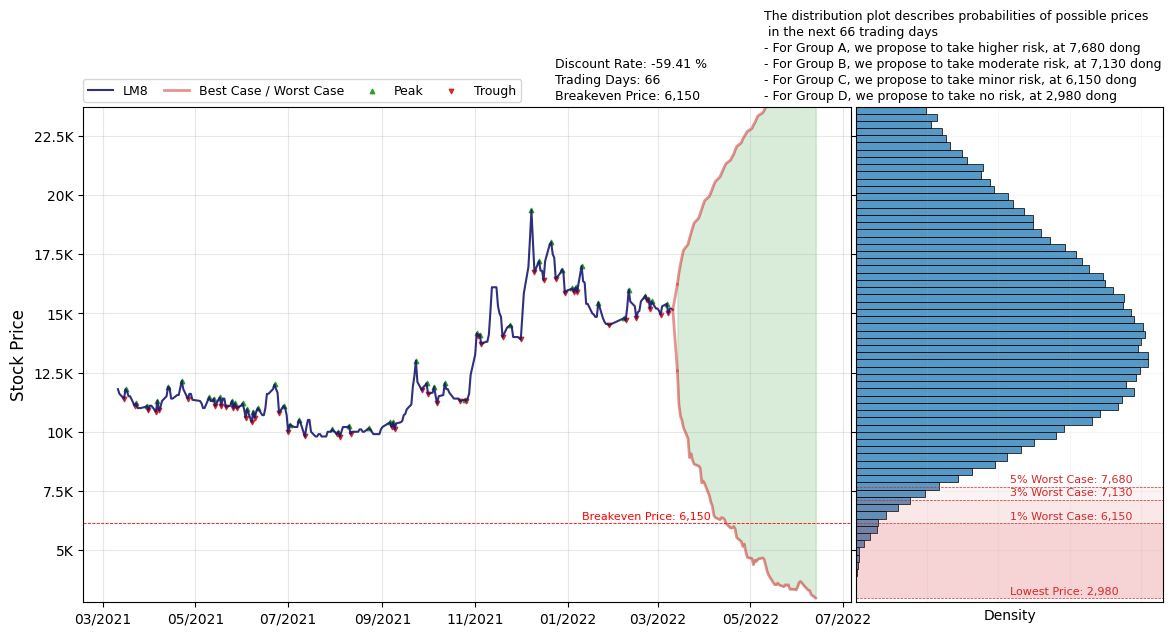 The distribution plot describes probabilities of possible prices
in the next 66 trading days
- For Group A, we propose to take higher risk, at 7,680 dong
- For Group B, we propose to take moderate risk, at 7,130 dong
- For Group C, we propose to take minor risk, at 6,150 dong
- For Group D, we propose to take no risk, at 2,980 dong
Discount Rate: -59.41 %
Trading Days: 66
Breakeven Price: 6,150
LM8 Best Case / Worst Case Peak Trough
Stock Price
22.5K
20K
17.5K
15K
12.5K
10K
7.5K
5K
Breakeven Price: 6,150
5% Worst Case: 7,680
3% Worst Case: 7,130
1% Worst Case: 6,150
Lowest Price: 2,980
03/2021 05/2021 07/2021 09/2021 11/2021 01/2022 03/2022 05/2022 07/2022
Density